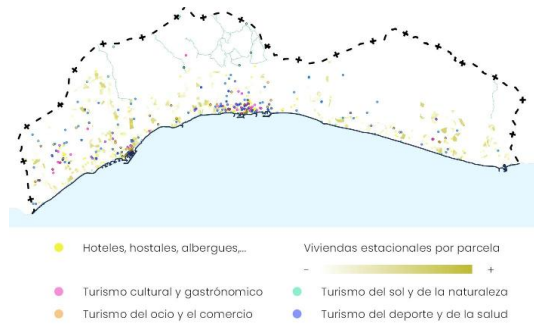 Hoteles, hostales, albergues,...
Viviendas estacionales por parcela
- +
Turismo cultural y gastrónomico
Turismo del sol y de la naturaleza
Turismo del ocio y el comercio
Turismo del deporte y de la salud